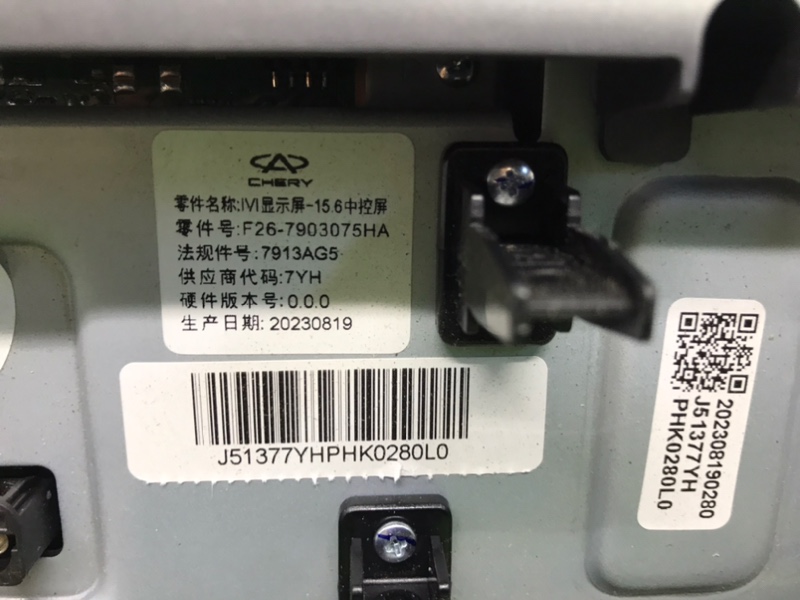 CHERY
零件名称:IVI显示屏-15.6中控屏
零件号:F26-7903075HA
法规件号:7913AG5
供应商代码:7YH
硬件版本号:0.0.0
生产日期:20230819
J51377YHPHK0280L0
202308190280
J51377YH
PHK0280L0